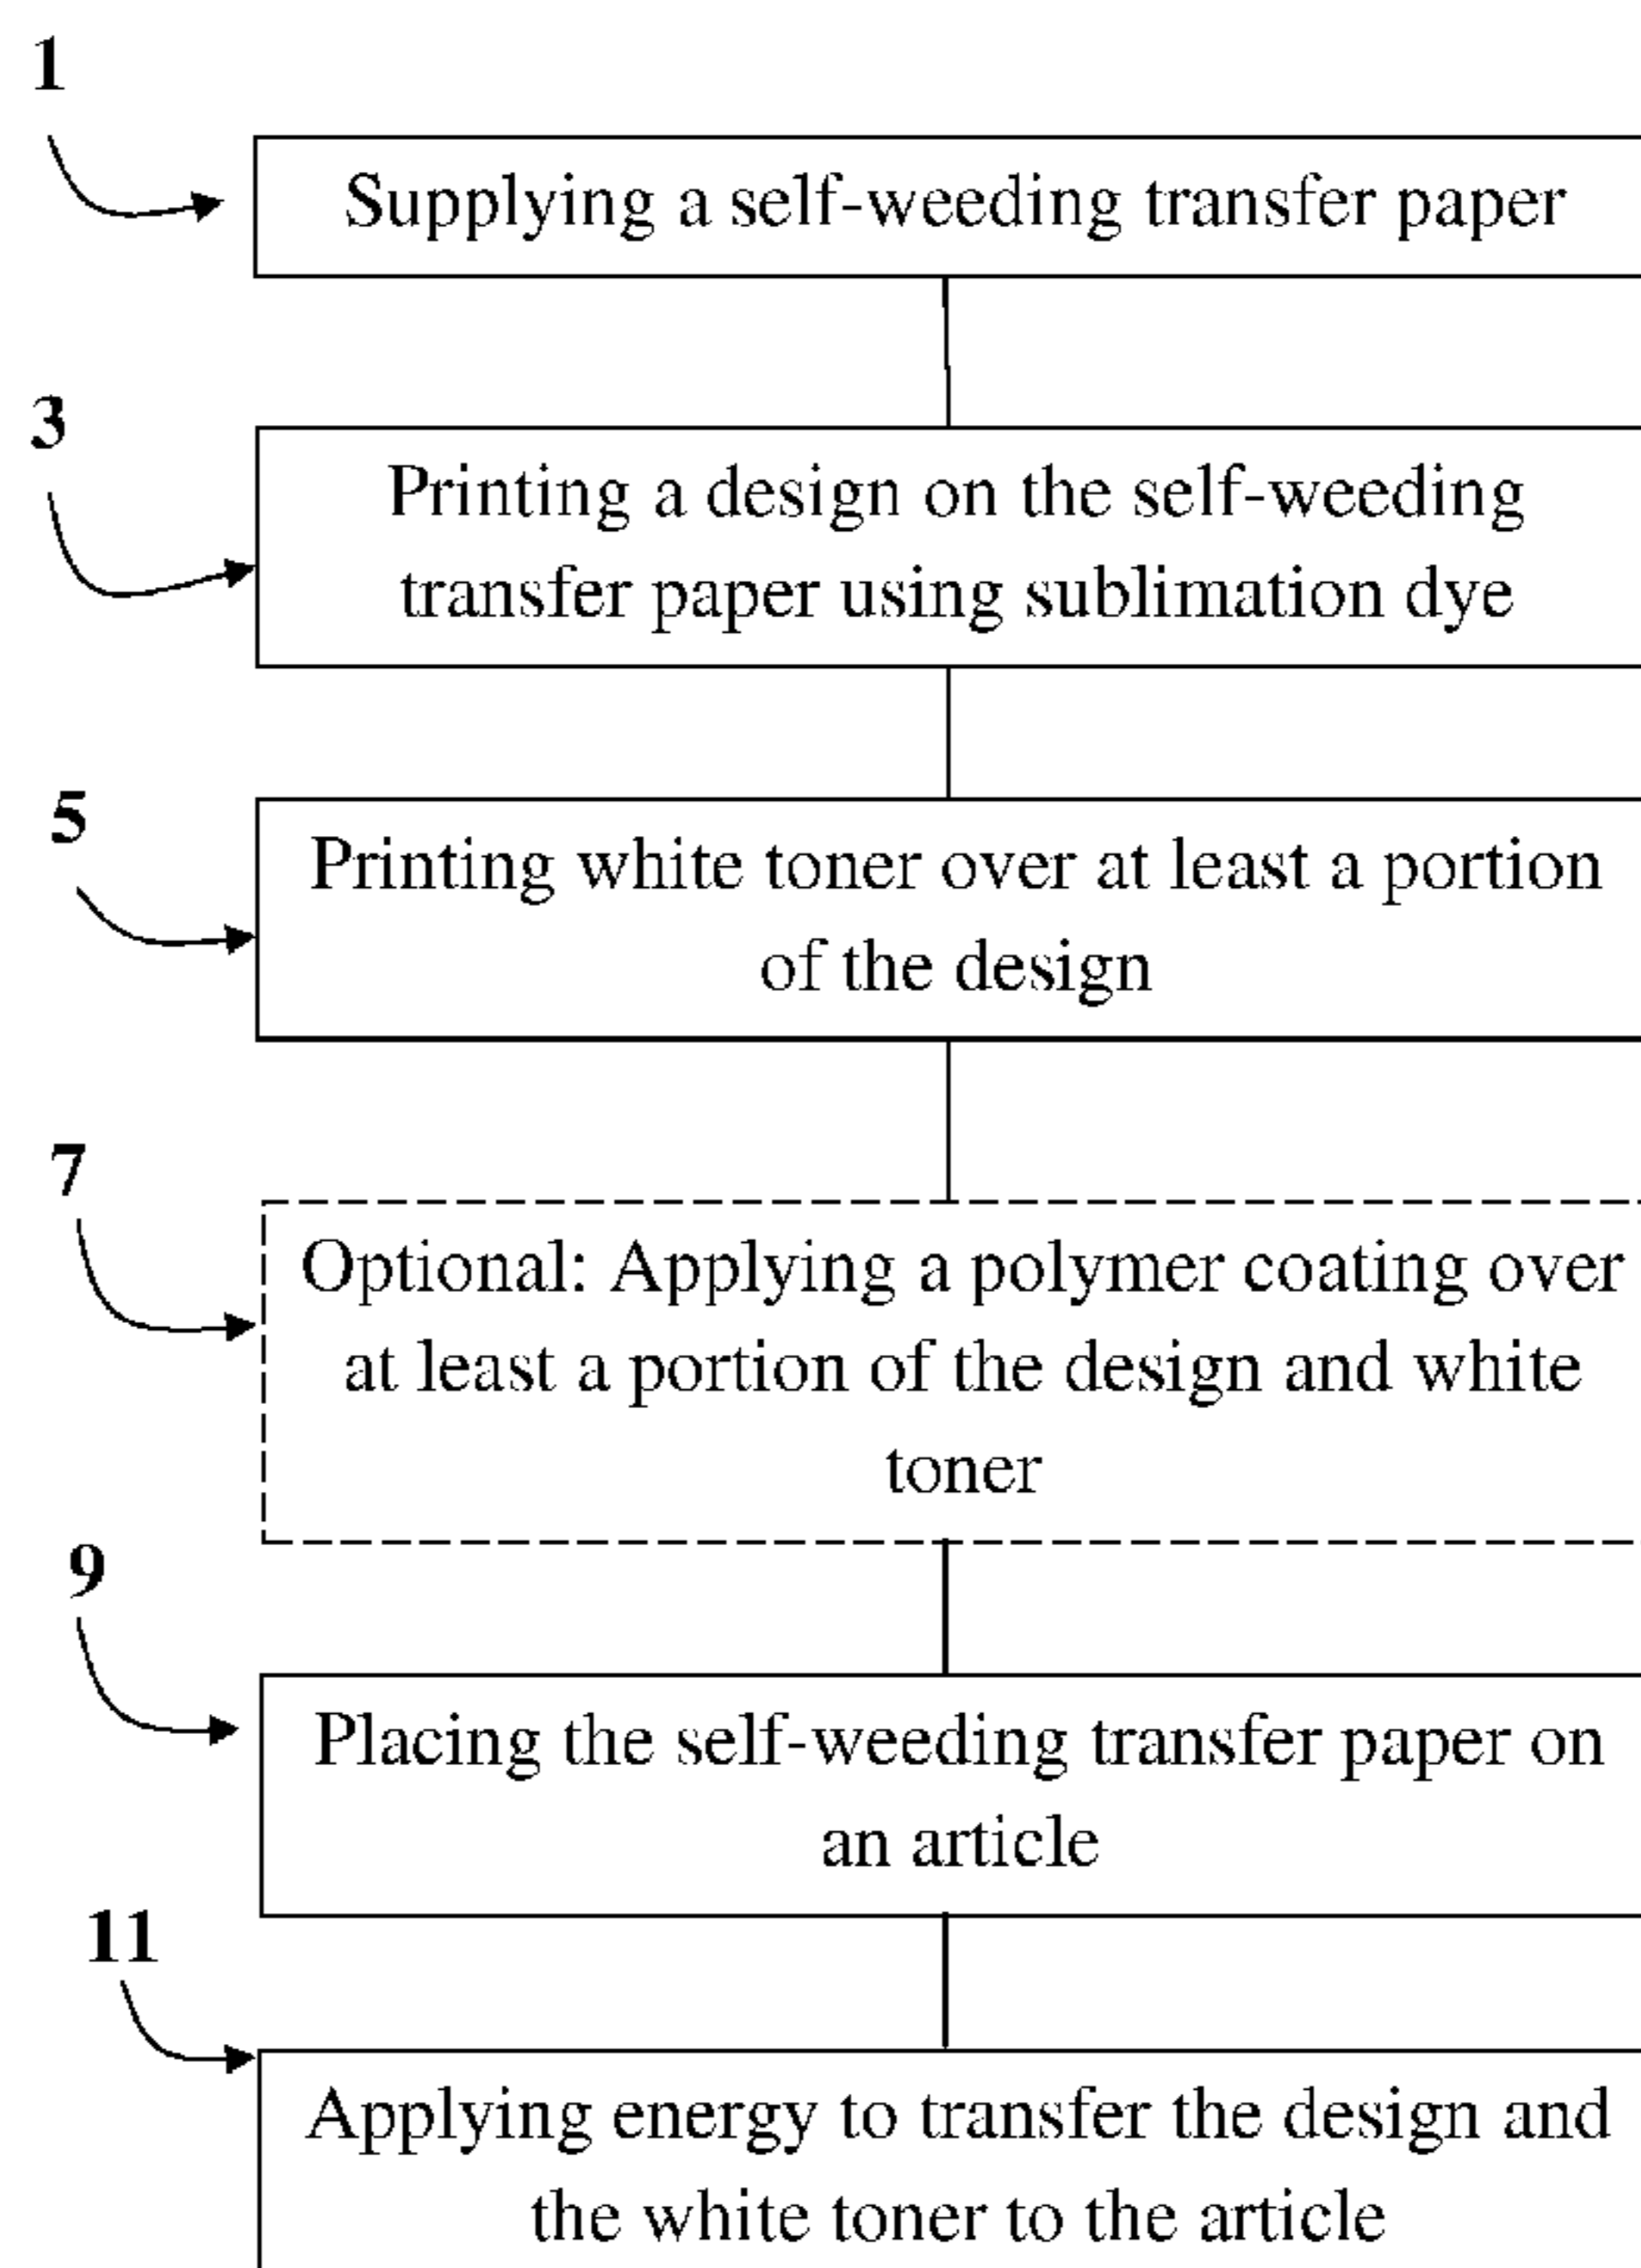 1
Supplying a self-weeding transfer paper
3
Printing a design on the self-weeding
transfer paper using sublimation dye
5
Printing white toner over at least a portion
of the design
7
Optional: Applying a polymer coating over
at least a portion of the design and white
toner
9
Placing the self-weeding transfer paper on
an article
11
Applying energy to transfer the design and
the white toner to the article